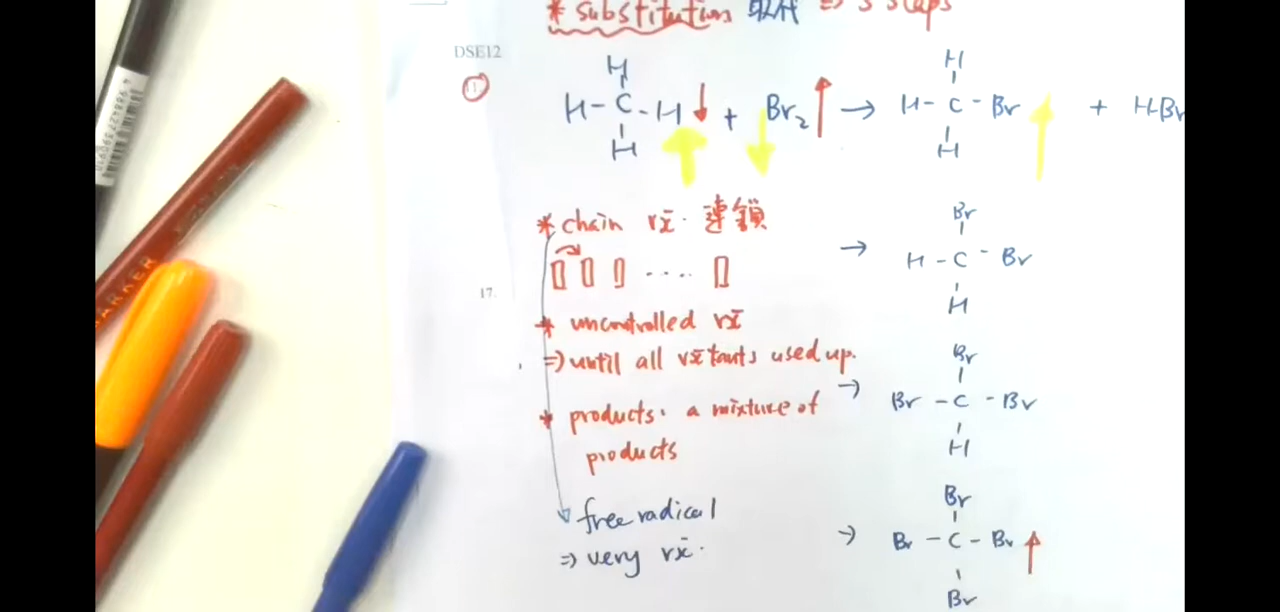 * substitution 取代 => 3 steps
DSE12
H
H-C-H ↓ + Br₂ ↑ → H-C-Br + HBr
H
H
H
* chain rx̄. 連鎖
→ H-C-Br
Br
H
....
17.
* uncontrolled rx̄
=> until all rx̄tants used up.
→ Br-C-Br
Br
H
* products: a mixture of
products
free radical
=> very rx̄.
→ Br-C-Br ↑
Br
Br